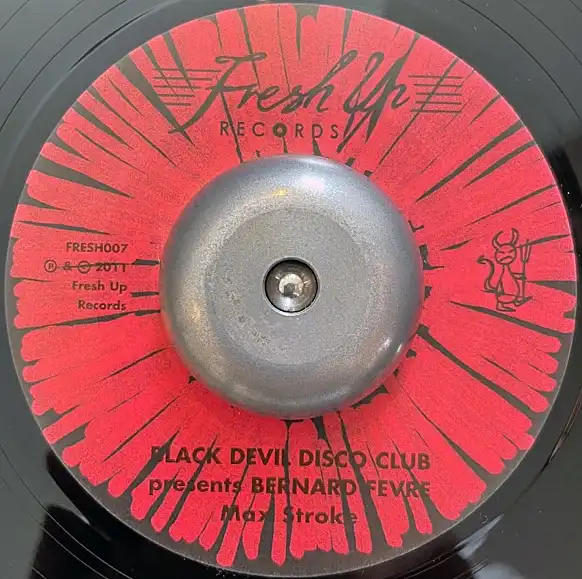 Fresh Up
RECORDS
FRESH007
℗ & © 2011
Fresh Up
Records
BLACK DEVIL DISCO CLUB
presents BERNARD FEVRE
Max Stroke